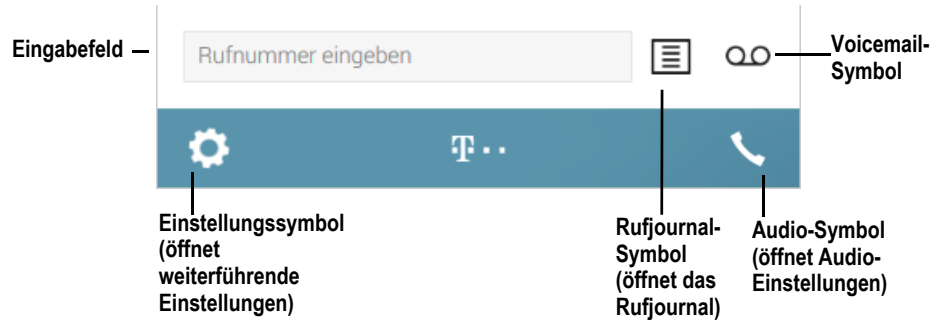 Eingabefeld
Rufnummer eingeben
Voicemail-
Symbol
T
Einstellungssymbol
(öffnet
weiterführende
Einstellungen)
Rufjournal-
Symbol
(öffnet das
Rufjournal)
Audio-Symbol
(öffnet Audio-
Einstellungen)